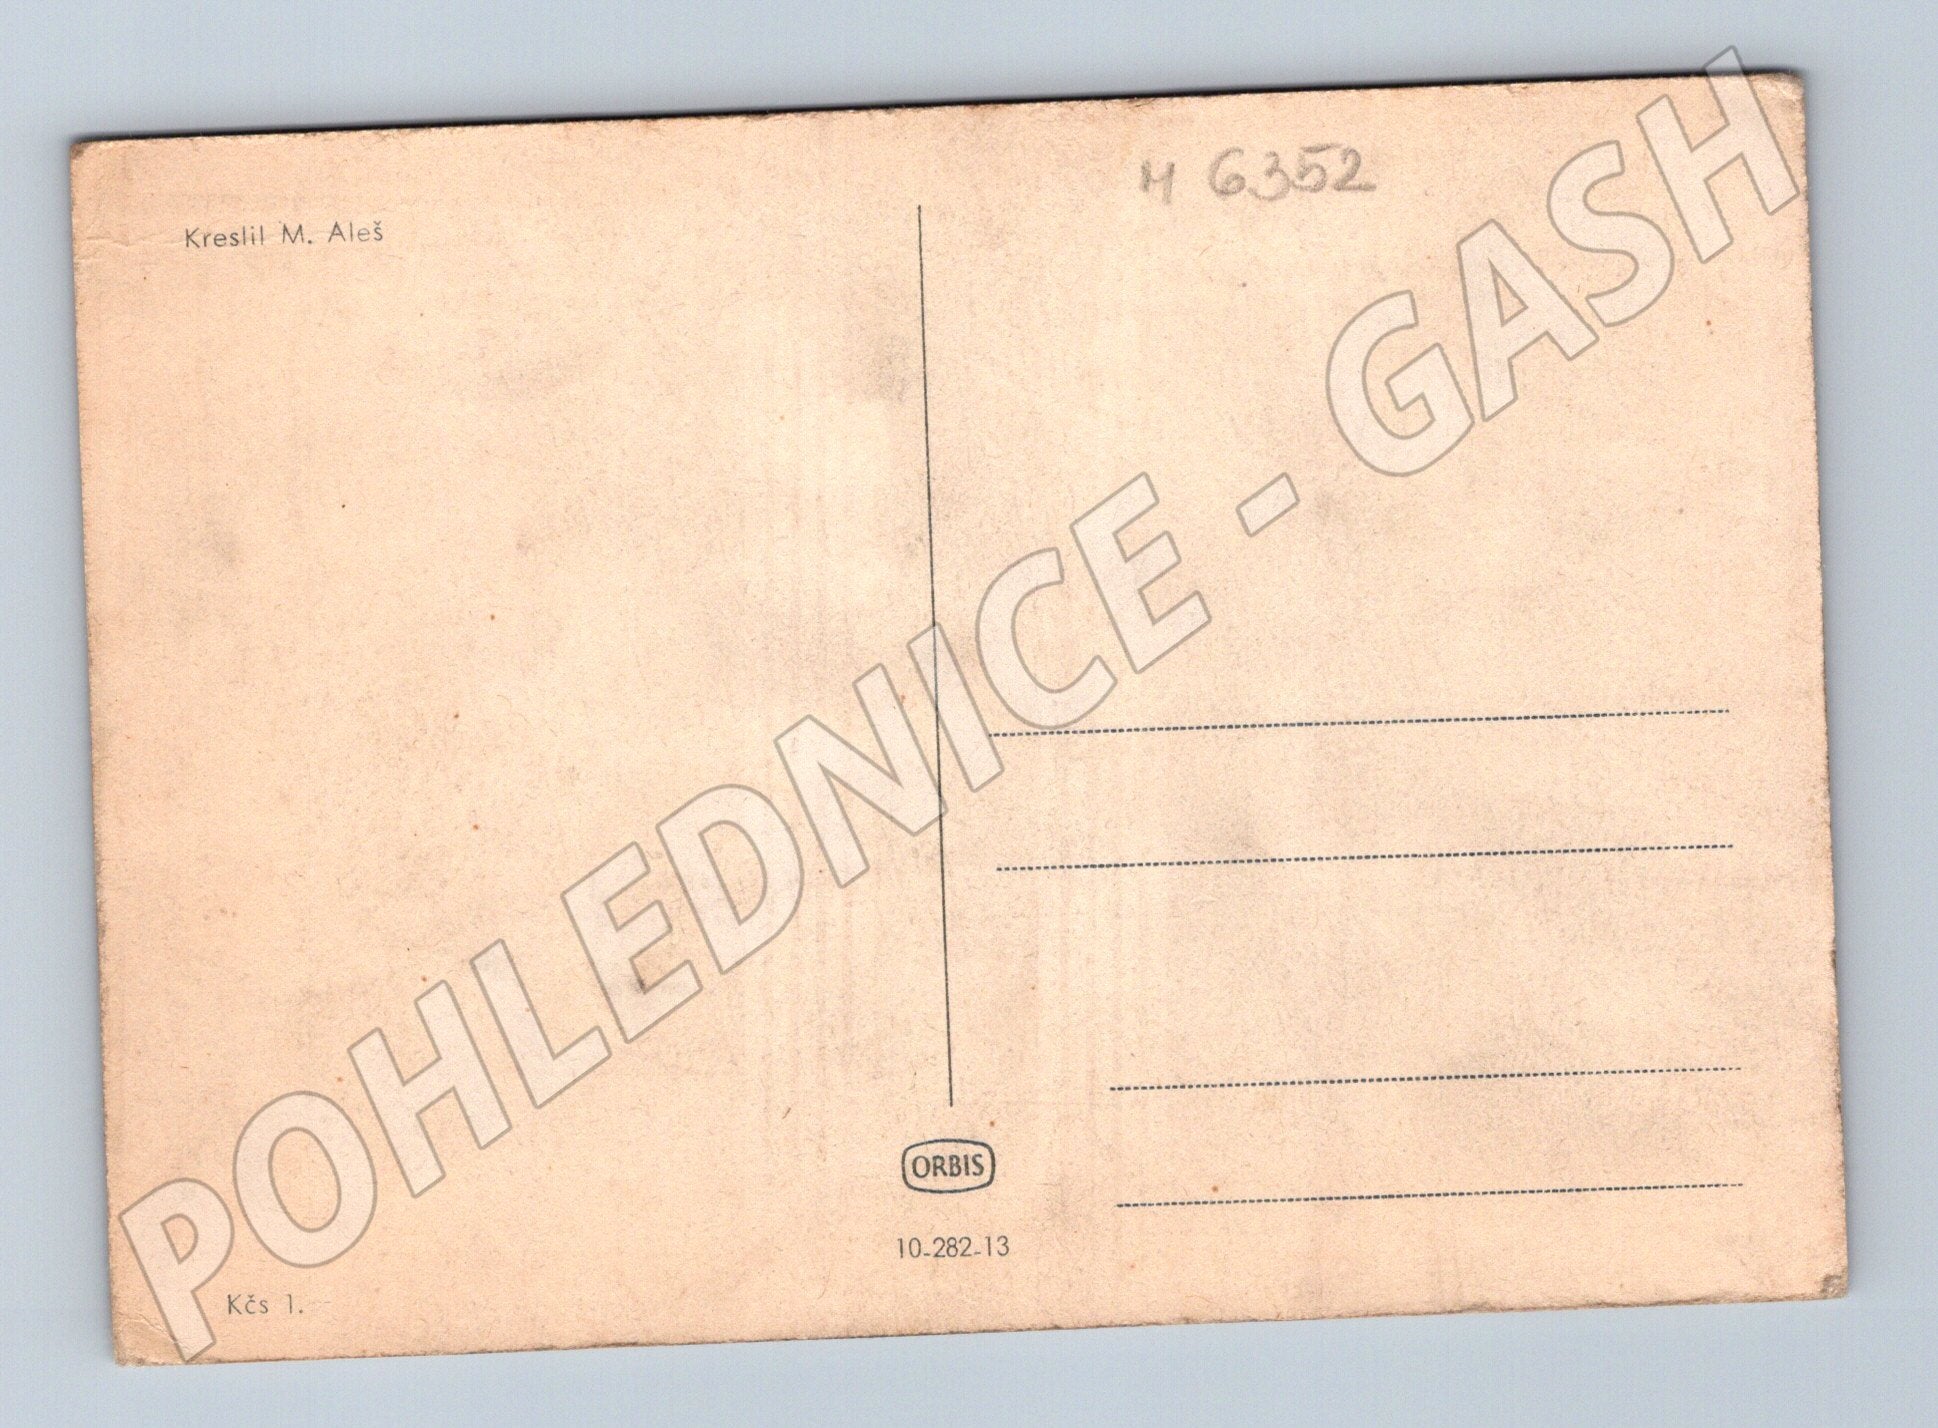 M 6352
Kreslil M. Aleš
POHLEDNICE - GASH
ORBIS
10-282-13
Kčs 1.—